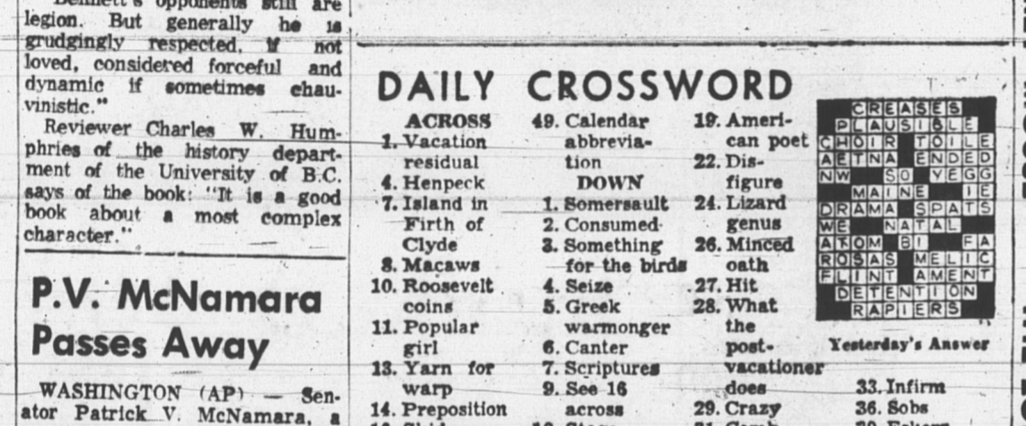 Bennett's opponents still are
legion. But generally he is
grudgingly respected, if not
loved, considered forceful and
dynamic if sometimes chau-
vinistic."
Reviewer Charles W. Hum-
phries of the history depart-
ment of the University of B.C.
says of the book: "It is a good
book about a most complex
character."
P.V. McNamara
Passes Away
WASHINGTON (AP) — Sen-
ator Patrick V. McNamara, a
DAILY CROSSWORD
ACROSS
1. Vacation
residual
4. Henpeck
7. Island in
Firth of
Clyde
8. Macaws
10. Roosevelt
coins
11. Popular
girl
13. Yarn for
warp
14. Preposition
49. Calendar
abbrevia-
tion
DOWN
1. Somersault
2. Consumed
3. Something
for the birds
4. Seize
5. Greek
warmonger
6. Canter
7. Scriptures
9. See 16
across
19. Ameri-
can poet
22. Dis-
figure
24. Lizard
genus
26. Minced
oath
27. Hit
28. What
the
post-
vacationer
does
29. Crazy
33. Infirm
36. Sobs
CREASES
PLAUSIBLE
CHOIR TOILE
AETNA ENDED
NW SO YEGG
MAINE IE
DRAMA SPATS
WE NATAL
ATOM BI FA
ROSAS MELIC
FLINT AMENT
DETENTION
RAPIERS
Yesterday's Answer